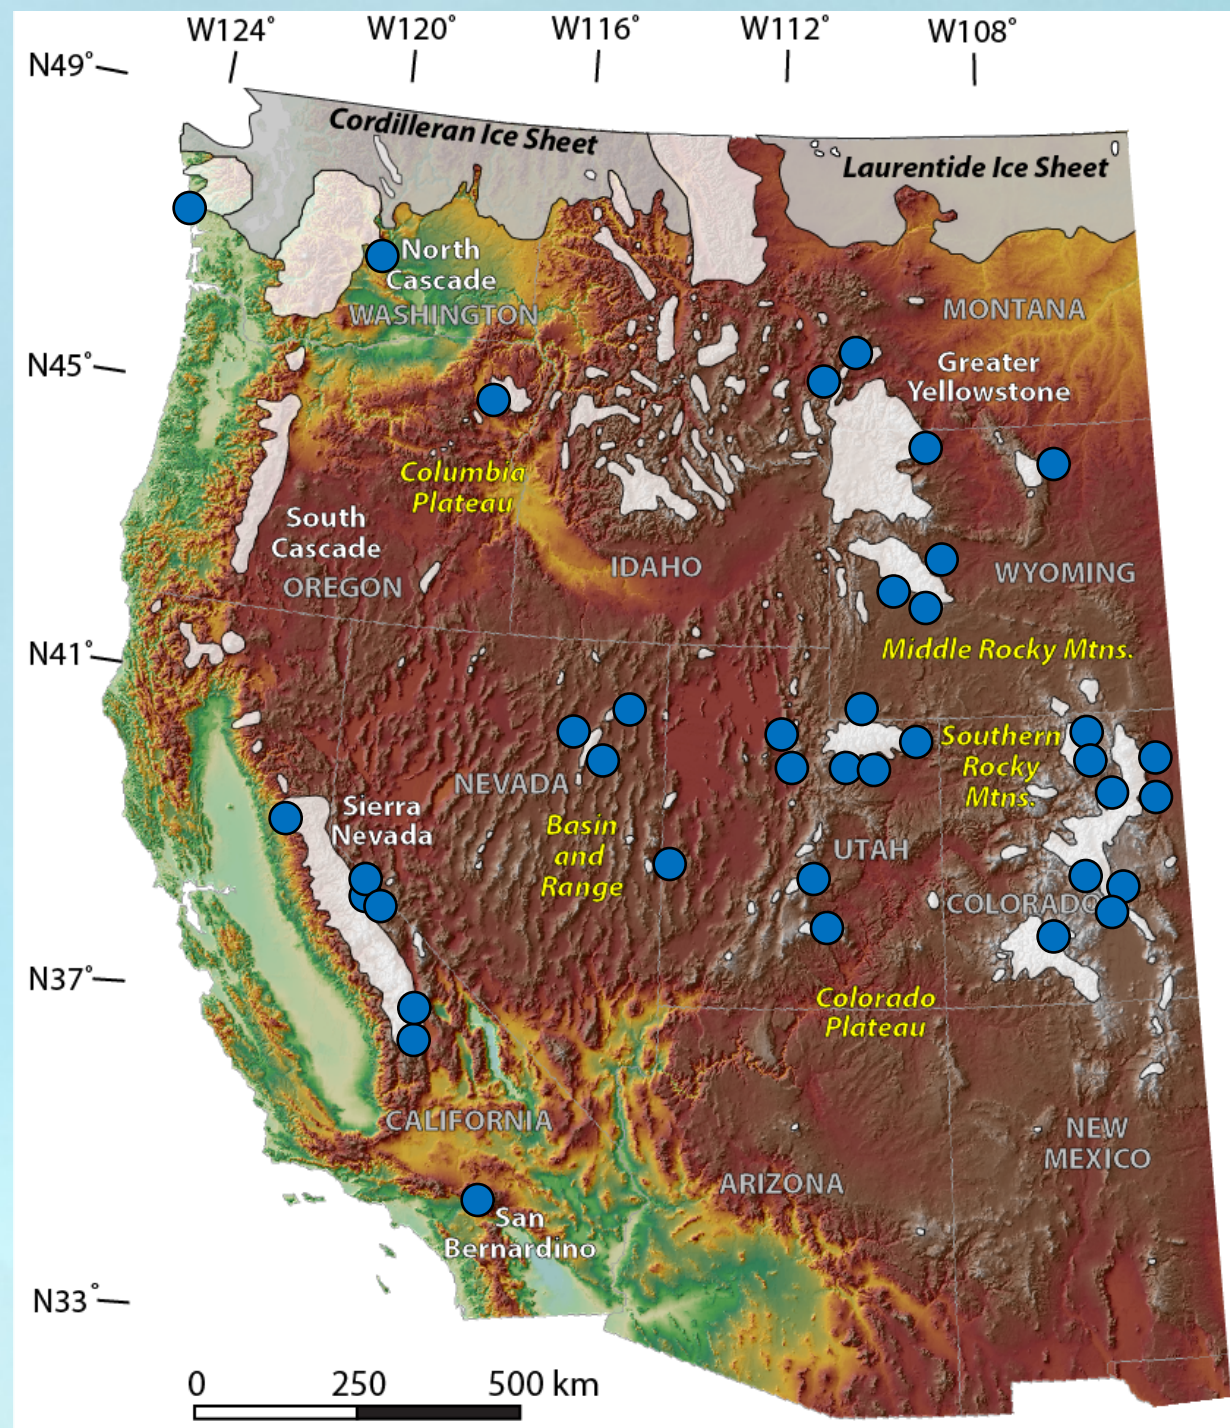 W124˚ W120˚ W116˚ W112˚ W108˚
N49˚
Cordilleran Ice Sheet
Laurentide Ice Sheet
North
Cascade
WASHINGTON
MONTANA
N45˚
Greater
Yellowstone
Columbia
Plateau
South
Cascade
OREGON
IDAHO
WYOMING
N41˚
Middle Rocky Mtns.
Southern
Rocky
Mtns.
NEVADA
Sierra
Nevada
Basin
and
Range
UTAH
COLORADO
N37˚
Colorado
Plateau
CALIFORNIA
NEW
MEXICO
ARIZONA
San
Bernardino
N33˚
0 250 500 km